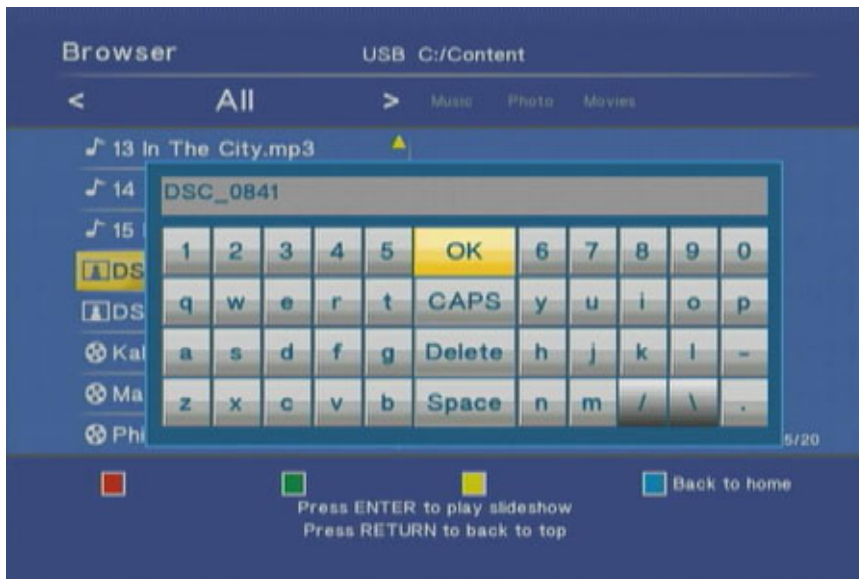 Browser USB C:/Content
< All > Music Photo Movies
13 In The City.mp3
14
DSC_0841
15
1 2 3 4 5 OK 6 7 8 9 0
DS
q w e r t CAPS y u i o p
DS
a s d f g Delete h j k l -
Kal
z x c v b Space n m / \ .
Ma
Phi 5/20
Back to home
Press ENTER to play slideshow
Press RETURN to back to top